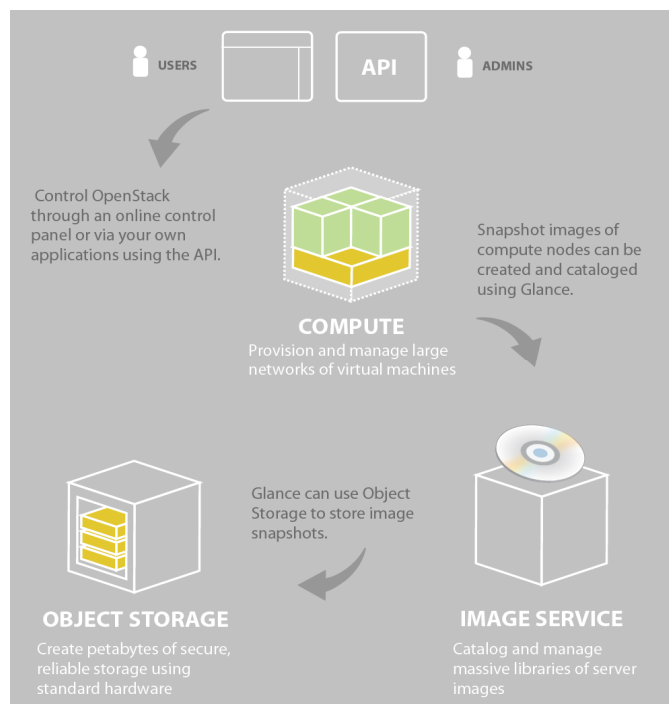 USERS
API
ADMINS
Control OpenStack
through an online control
panel or via your own
applications using the API.
Snapshot images of
compute nodes can be
created and cataloged
using Glance.
COMPUTE
Provision and manage large
networks of virtual machines
Glance can use Object
Storage to store image
snapshots.
OBJECT STORAGE
Create petabytes of secure,
reliable storage using
standard hardware
IMAGE SERVICE
Catalog and manage
massive libraries of server
images